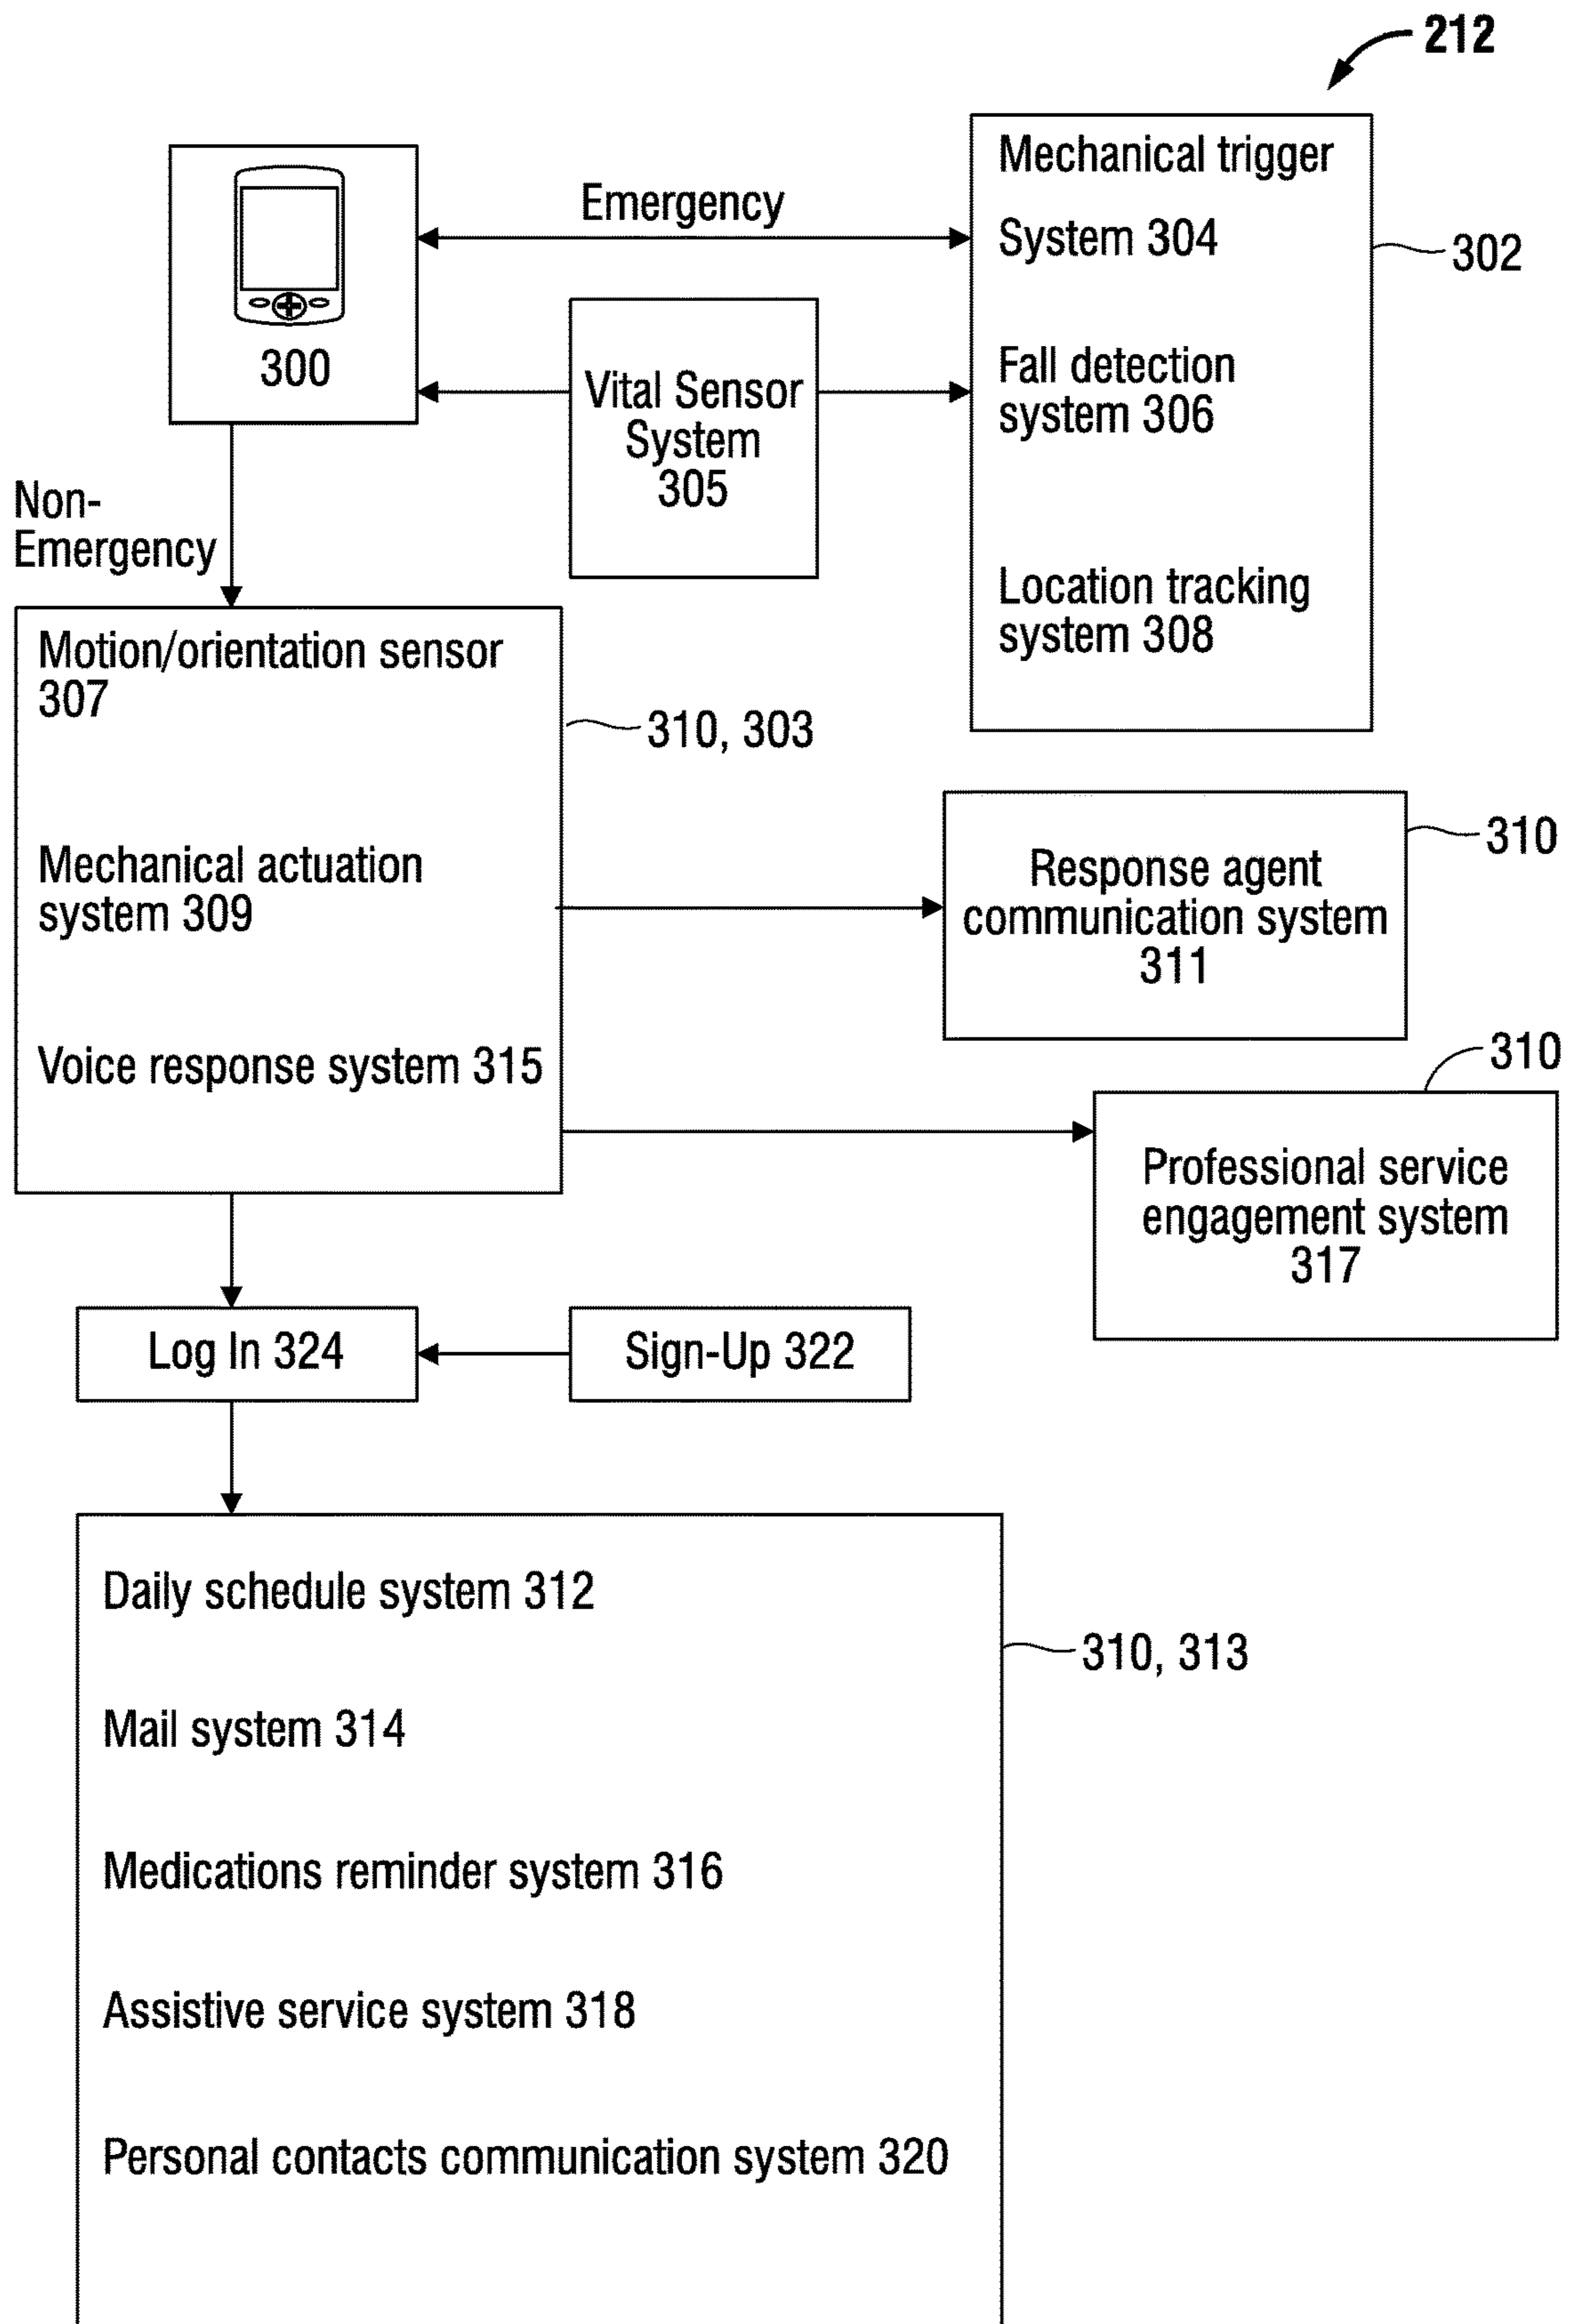 212
Mechanical trigger
System 304
Fall detection
system 306
Location tracking
system 308
302
Emergency
300
Vital Sensor
System
305
Non-
Emergency
Motion/orientation sensor
307
Mechanical actuation
system 309
Voice response system 315
310, 303
Response agent
communication system
311
310
310
Professional service
engagement system
317
Log In 324
Sign-Up 322
Daily schedule system 312
Mail system 314
Medications reminder system 316
Assistive service system 318
Personal contacts communication system 320
310, 313